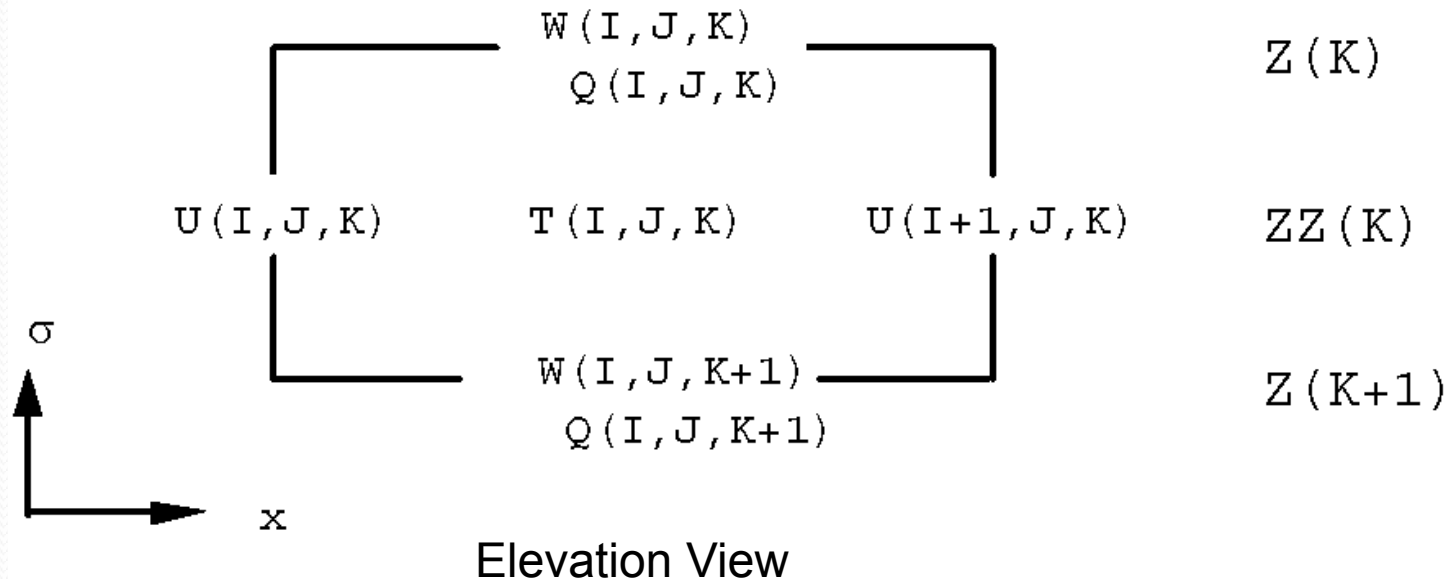 W(I,J,K)
Q(I,J,K)
Z(K)
U(I,J,K) T(I,J,K) U(I+1,J,K) ZZ(K)
σ
W(I,J,K+1)
Q(I,J,K+1)
Z(K+1)
x
Elevation View